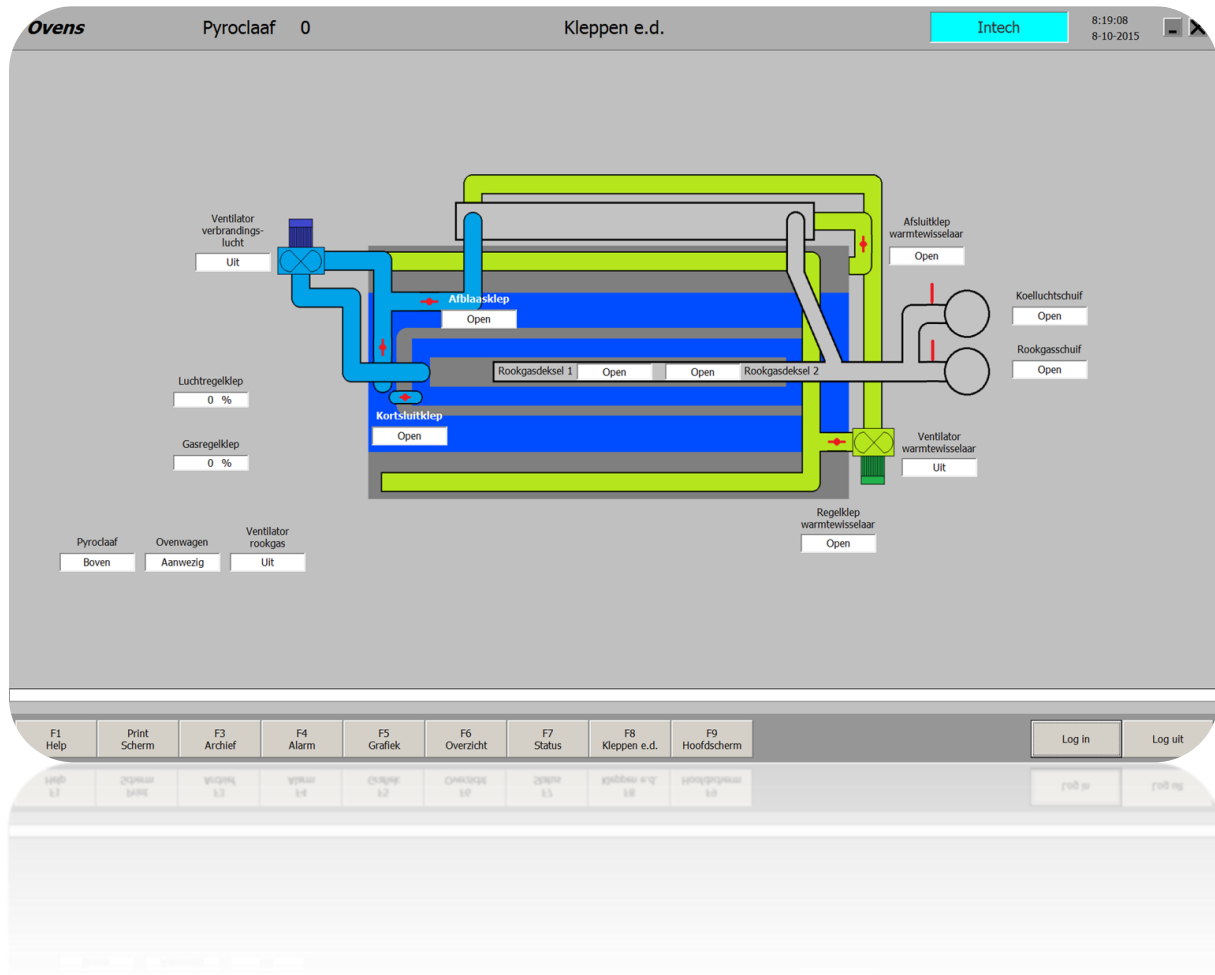 Ovens
Pyroclaaf 0
Kleppen e.d.
Intech
8:19:08
8-10-2015
Ventilator
verbrandings-
lucht
Uit
Afsluitklep
warmtewisselaar
Open
Afblaasklep
Open
Koelluchtschuif
Open
Rookgasschuif
Open
Rookgasdeksel 1
Open
Open
Rookgasdeksel 2
Luchtregelklep
0 %
Kortsluitklep
Open
Gasregelklep
0 %
Ventilator
warmtewisselaar
Uit
Regelklep
warmtewisselaar
Open
Pyroclaaf
Boven
Ovenwagen
Aanwezig
Ventilator
rookgas
Uit
F1
Help
Print
Scherm
F3
Archief
F4
Alarm
F5
Grafiek
F6
Overzicht
F7
Status
F8
Kleppen e.d.
F9
Hoofdscherm
Log in
Log uit